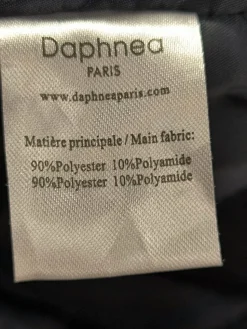 Daphnea
PARIS
www.daphneaparis.com
Matière principale / Main fabric:
90%Polyester 10%Polyamide
90%Polyester 10%Polyamide